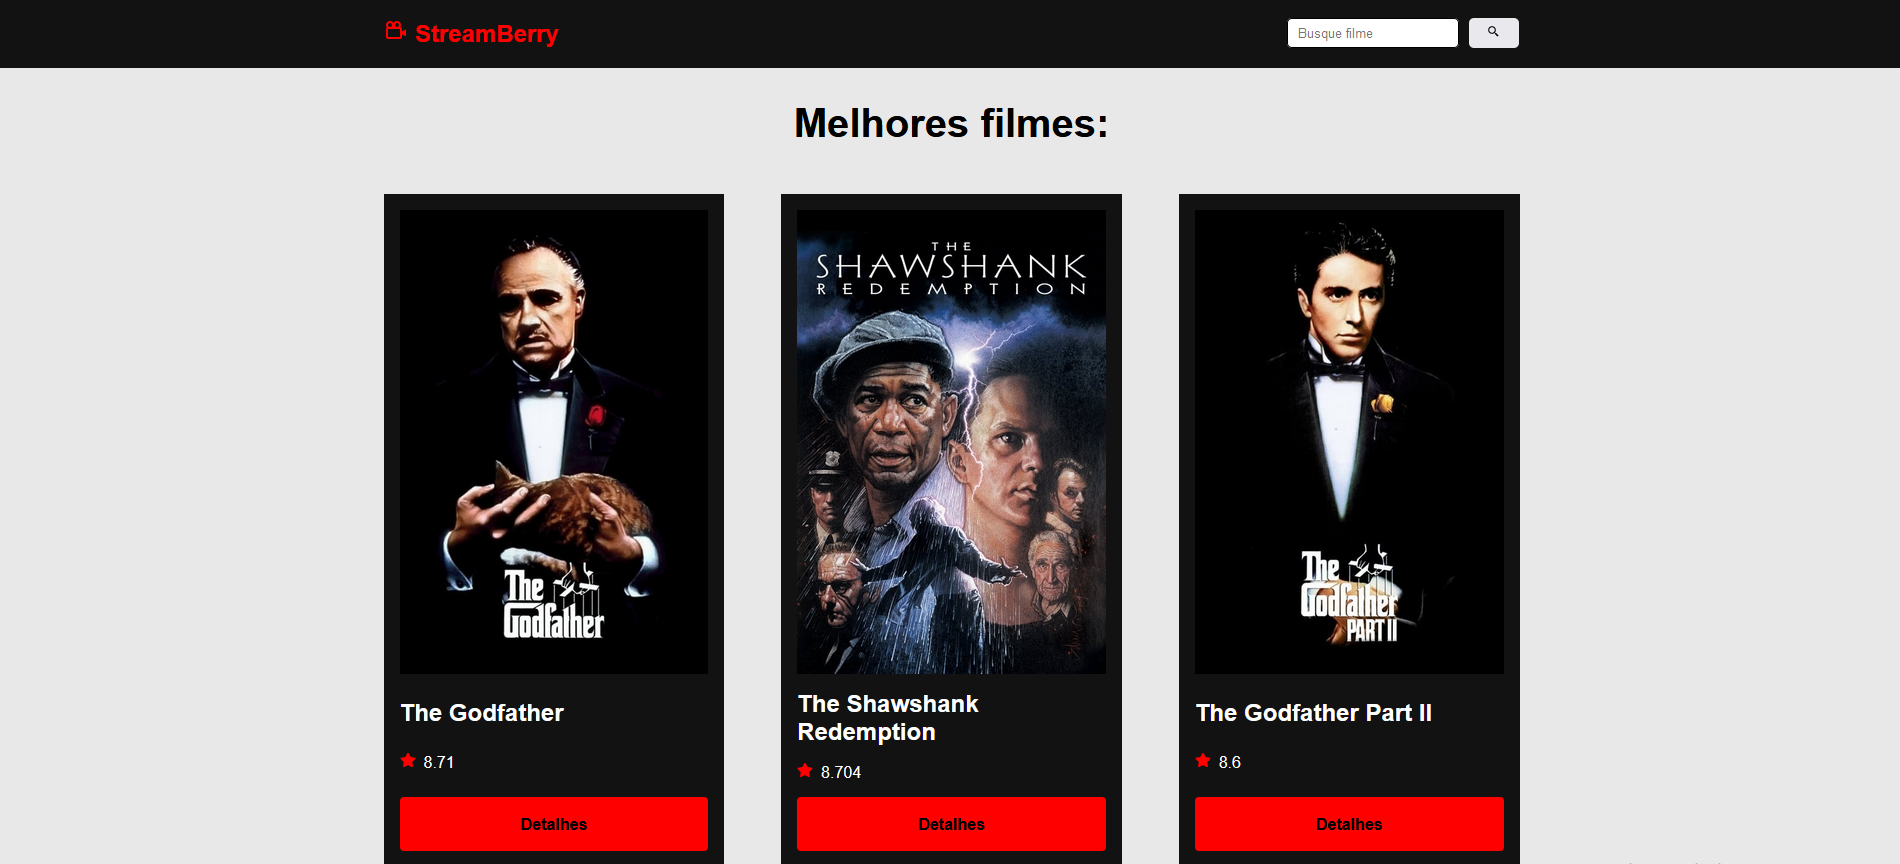 StreamBerry
Busque filme
Melhores filmes:
The
Godfather
THE
SHAWSHANK
REDEMPTION
The
Godfather
PART II
The Godfather
8.71
Detalhes
The Shawshank
Redemption
8.704
Detalhes
The Godfather Part II
8.6
Detalhes